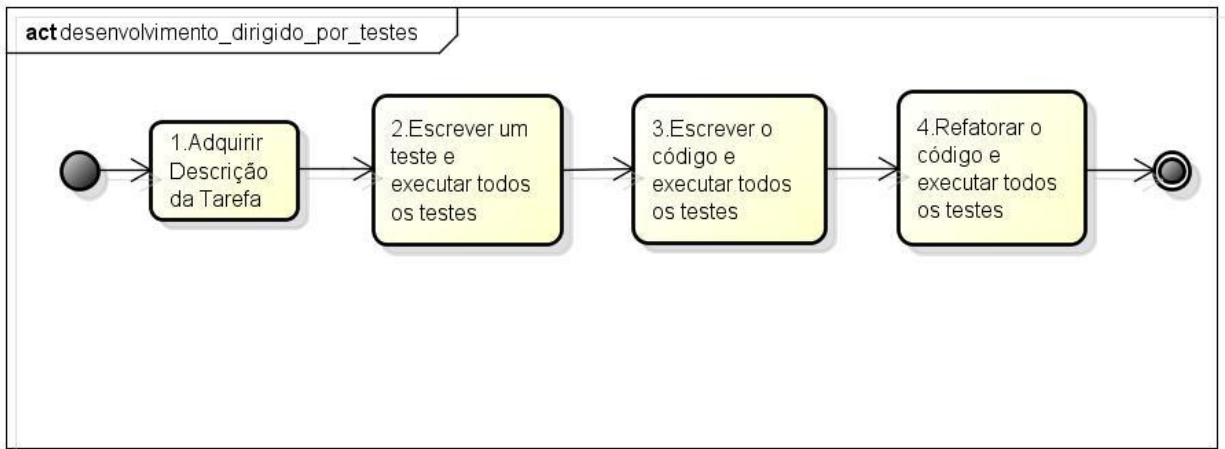 act desenvolvimento_dirigido_por_testes
1.Adquirir
Descrição
da Tarefa
2.Escrever um
teste e
executar todos
os testes
3.Escrever o
código e
executar todos
os testes
4.Refatorar o
código e
executar todos
os testes